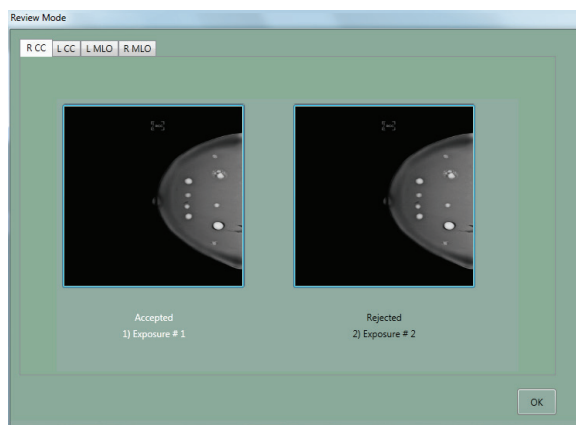 Review Mode
R CC L CC L MLO R MLO
Accepted Rejected
1) Exposure # 1 2) Exposure # 2
OK